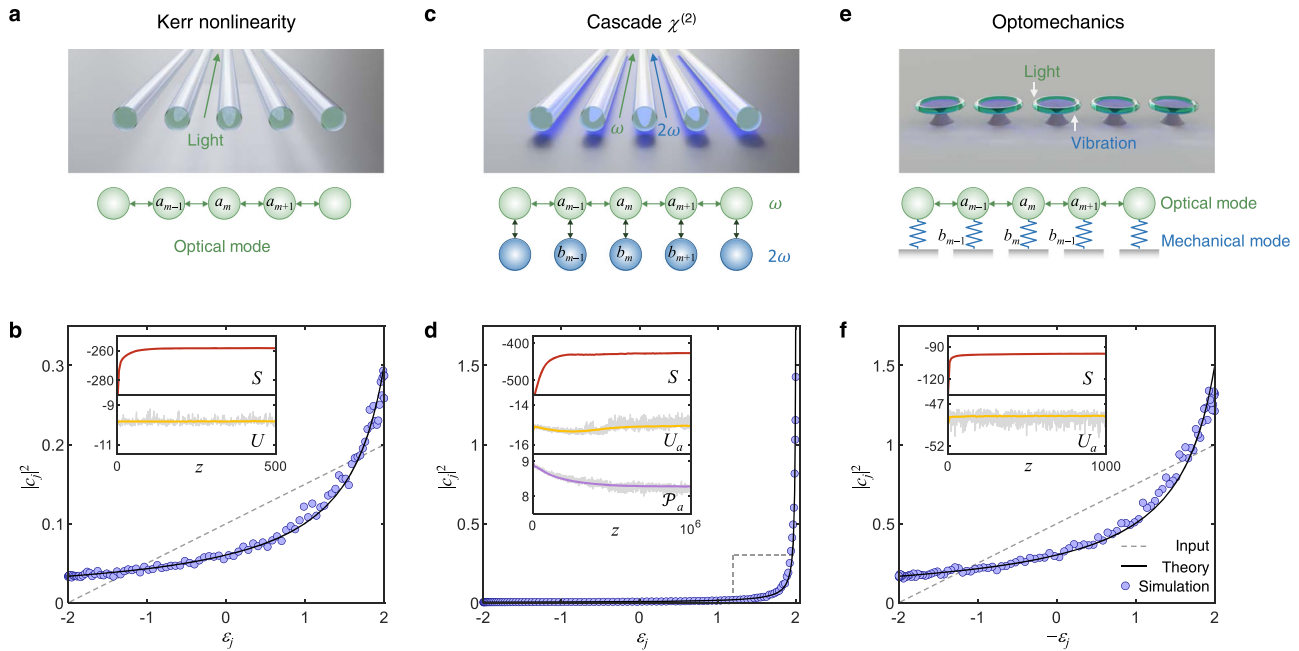 a
Kerr nonlinearity
Light
a_{m−1}
a_m
a_{m+1}
Optical mode
c
Cascade χ^{(2)}
ω
2ω
a_{m−1}
a_m
a_{m+1}
ω
b_{m−1}
b_m
b_{m+1}
2ω
e
Optomechanics
Light
Vibration
a_{m−1}
a_m
a_{m+1}
Optical mode
b_{m−1}
b_m
b_{m−1}
Mechanical mode
b
0.3
0.2
0.1
0
|c_j|^2
-2
-1
0
1
2
ε_j
-260
-280
S
-9
-11
U
0
z
500
d
1.5
1
0.5
0
|c_j|^2
-2
-1
0
1
2
ε_j
-400
-500
S
-14
-16
U_a
9
8
𝒫_a
0
z
10^6
f
1.5
1
0.5
0
|c_j|^2
-2
-1
0
1
2
−ε_j
-90
-120
S
-47
-52
U_a
0
z
1000
Input
Theory
Simulation